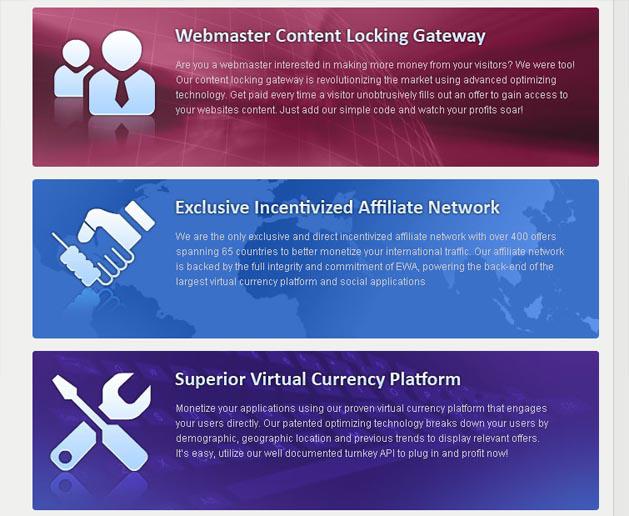 Webmaster Content Locking Gateway
Are you a webmaster interested in making more money from your visitors? We were too!
Our content locking gateway is revolutionizing the market using advanced optimizing
technology. Get paid every time a visitor unobtrusively fills out an offer to gain access to
your websites content. Just add our simple code and watch your profits soar!
Exclusive Incentivized Affiliate Network
We are the only exclusive and direct incentivized affiliate network with over 400 offers
spanning 65 countries to better monetize your international traffic. Our affiliate network
is backed by the full integrity and commitment of EWA, powering the back-end of the
largest virtual currency platform and social applications
Superior Virtual Currency Platform
Monetize your applications using our proven virtual currency platform that engages
your users directly. Our patented optimizing technology breaks down your users by
demographic, geographic location and previous trends to display relevant offers.
It's easy, utilize our well documented turnkey API to plug in and profit now!